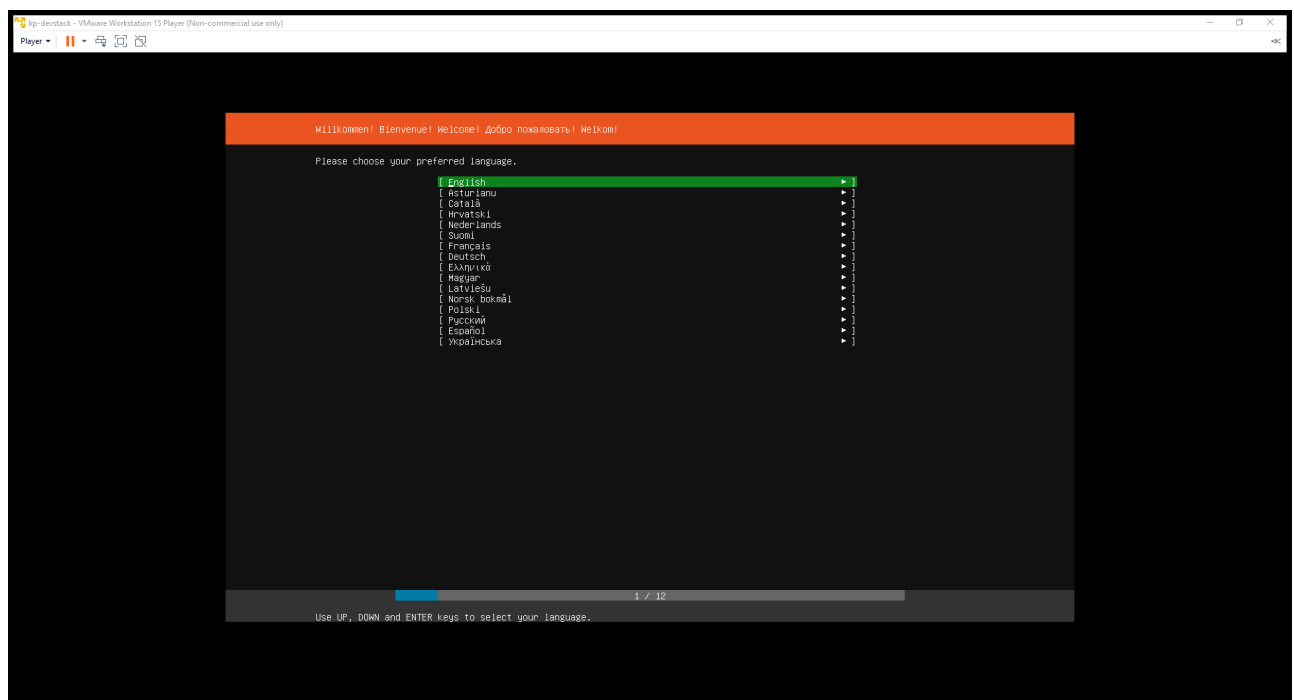 kp-devstack - VMware Workstation 15 Player (Non-commercial use only)
Player
Willkommen! Bienvenue! Welcome! Добро пожаловать! Welkom!
Please choose your preferred language.
[ English ► ]
[ Asturianu ► ]
[ Català ► ]
[ Hrvatski ► ]
[ Nederlands ► ]
[ Suomi ► ]
[ Français ► ]
[ Deutsch ► ]
[ Ελληνικά ► ]
[ Magyar ► ]
[ Latviešu ► ]
[ Norsk bokmål ► ]
[ Polski ► ]
[ Русский ► ]
[ Español ► ]
[ Українська ► ]
1 / 12
Use UP, DOWN and ENTER keys to select your language.